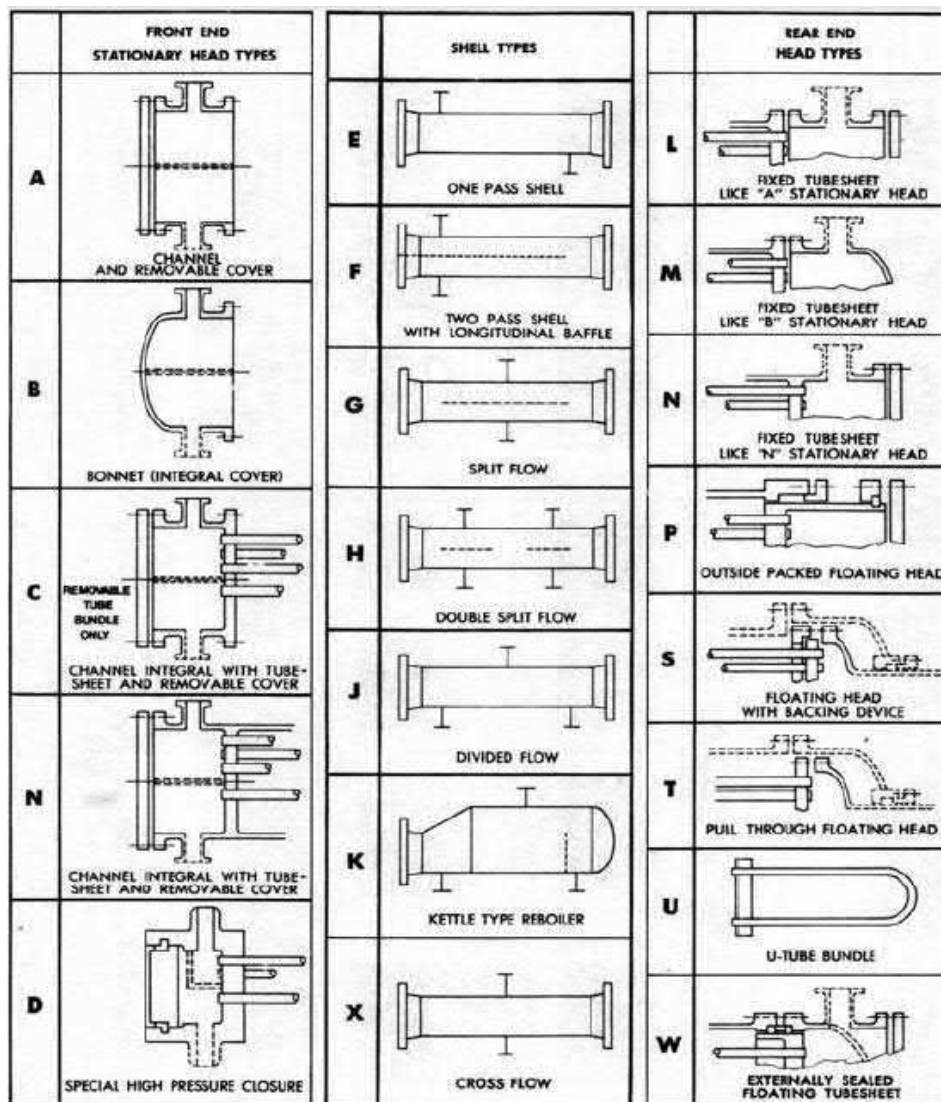 FRONT END
STATIONARY HEAD TYPES
A
CHANNEL
AND REMOVABLE COVER
B
BONNET (INTEGRAL COVER)
C
REMOVABLE
TUBE
BUNDLE
ONLY
CHANNEL INTEGRAL WITH TUBE-
SHEET AND REMOVABLE COVER
N
CHANNEL INTEGRAL WITH TUBE-
SHEET AND REMOVABLE COVER
D
SPECIAL HIGH PRESSURE CLOSURE
SHELL TYPES
E
ONE PASS SHELL
F
TWO PASS SHELL
WITH LONGITUDINAL BAFFLE
G
SPLIT FLOW
H
DOUBLE SPLIT FLOW
J
DIVIDED FLOW
K
KETTLE TYPE REBOILER
X
CROSS FLOW
REAR END
HEAD TYPES
L
FIXED TUBESHEET
LIKE "A" STATIONARY HEAD
M
FIXED TUBESHEET
LIKE "B" STATIONARY HEAD
N
FIXED TUBESHEET
LIKE "N" STATIONARY HEAD
P
OUTSIDE PACKED FLOATING HEAD
S
FLOATING HEAD
WITH BACKING DEVICE
T
PULL THROUGH FLOATING HEAD
U
U-TUBE BUNDLE
W
EXTERNALLY SEALED
FLOATING TUBESHEET